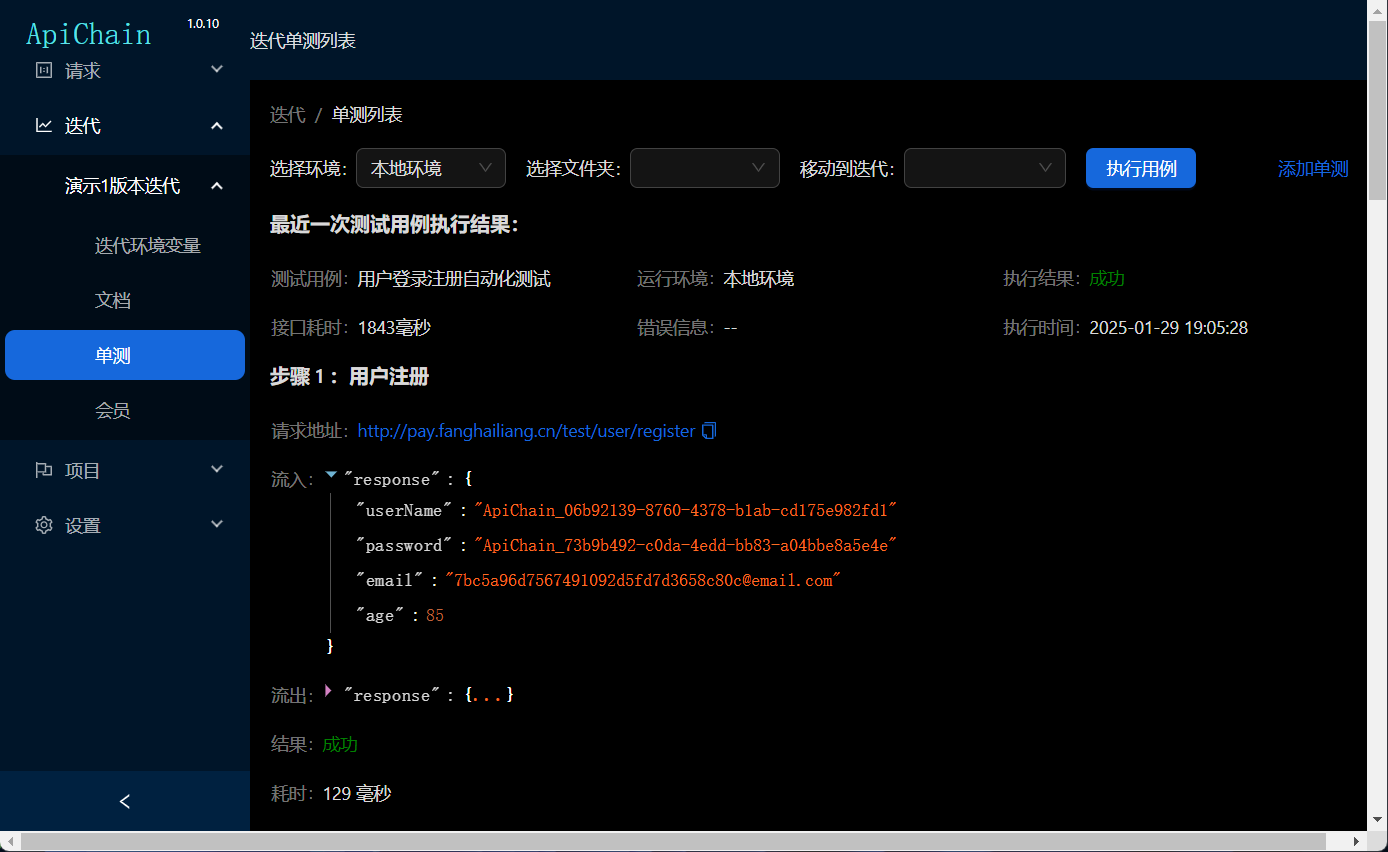 ApiChain 1.0.10
请求
迭代
演示1版本迭代
迭代环境变量
文档
单测
会员
项目
设置
迭代单测列表
迭代 / 单测列表
选择环境: 本地环境 选择文件夹: 移动到迭代: 执行用例 添加单测
最近一次测试用例执行结果:
测试用例: 用户登录注册自动化测试 运行环境: 本地环境 执行结果: 成功
接口耗时: 1843毫秒 错误信息: -- 执行时间: 2025-01-29 19:05:28
步骤 1 : 用户注册
请求地址: http://pay.fanghailiang.cn/test/user/register
流入: "response" : {
"userName" : "ApiChain_06b92139-8760-4378-b1ab-cd175e982fd1"
"password" : "ApiChain_73b9b492-c0da-4edd-bb83-a04bbe8a5e4e"
"email" : "7bc5a96d7567491092d5fd7d3658c80c@email.com"
"age" : 85
}
流出: "response" : {...}
结果: 成功
耗时: 129 毫秒